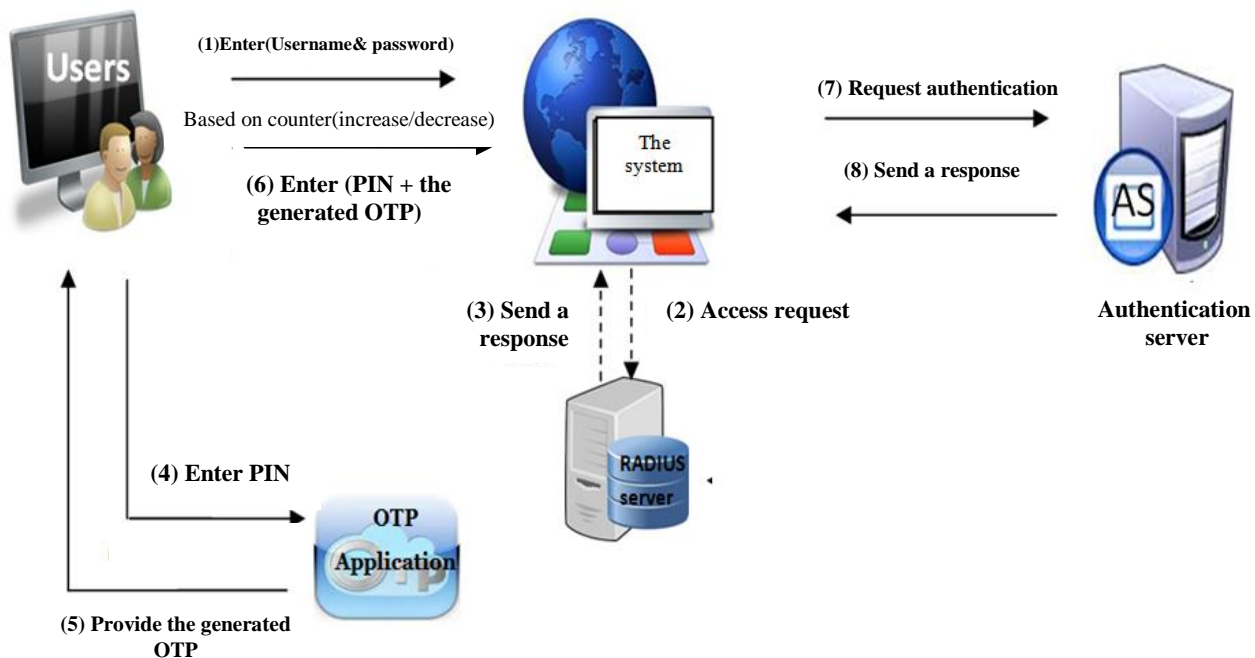 Users
(1)Enter(Username& password)
Based on counter(increase/decrease)
(6) Enter (PIN + the
generated OTP)
The
system
(7) Request authentication
(8) Send a response
AS
Authentication
server
(3) Send a
response
(2) Access request
RADIUS
server
(4) Enter PIN
OTP
Application
OTP
(5) Provide the generated
OTP